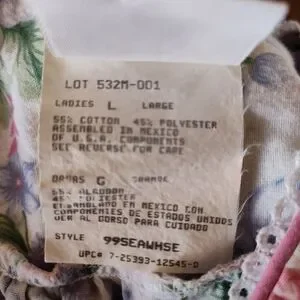 LOT 532M-001
LADIES L LARGE
55% COTTON 45% POLYESTER
ASSEMBLED IN MEXICO
OF U.S.A. COMPONENTS
SEE REVERSE FOR CARE
DAMAS G GRANDE
55% ALGODON
45% POLIESTER
ENSAMBLADO EN MEXICO CON
COMPONENTES DE ESTADOS UNIDOS
VER AL DORSO PARA CUIDADO
STYLE 99SEAWHSE
UPC# 7-25393-12545-0